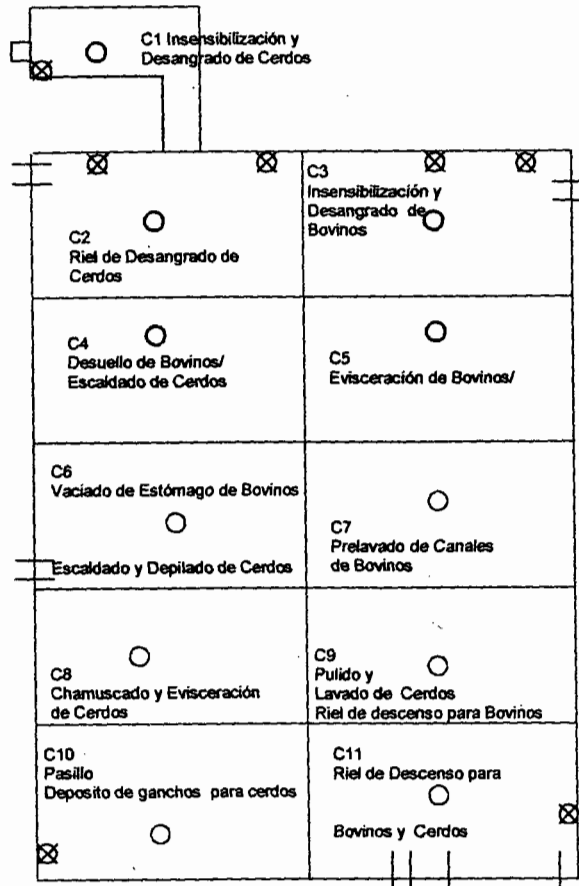 C1 Insensibilización y
Desangrado de Cerdos
C2
Riel de Desangrado de
Cerdos
C3
Insensibilización y
Desangrado de
Bovinos
C4
Desuello de Bovinos/
Escaldado de Cerdos
C5
Evisceración de Bovinos/
C6
Vaciado de Estómago de Bovinos
Escaldado y Depilado de Cerdos
C7
Prelavado de Canales
de Bovinos
C8
Chamuscado y Evisceración
de Cerdos
C9
Pulido y
Lavado de Cerdos
Riel de descenso para Bovinos
C10
Pasillo
Deposito de ganchos para cerdos
C11
Riel de Descenso para
Bovinos y Cerdos